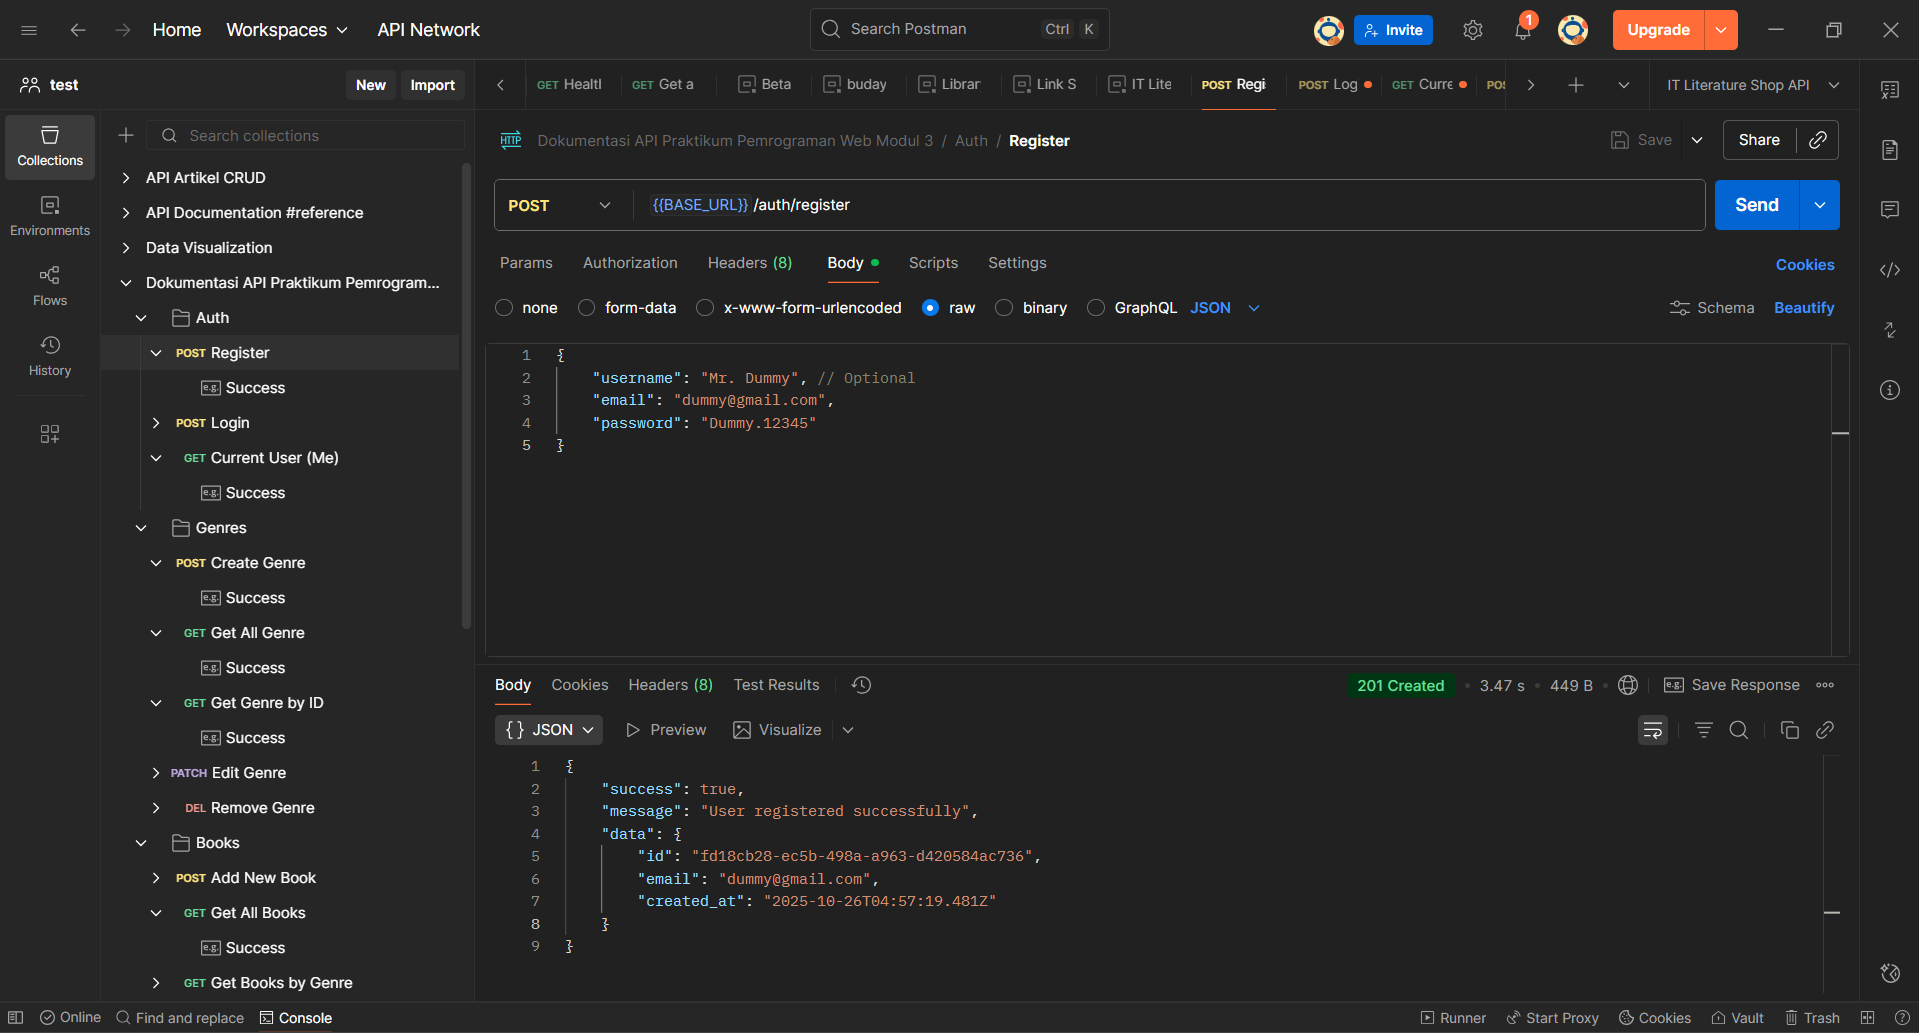 Home Workspaces API Network
Search Postman Ctrl K
Invite
1
Upgrade
test New Import
GET Healtl GET Get a Beta buday Librar Link S IT Lite POST Regi POST Log GET Curre POS
IT Literature Shop API
Collections
Environments
Flows
History
Search collections
API Artikel CRUD
API Documentation #reference
Data Visualization
Dokumentasi API Praktikum Pemrogram...
Auth
POST Register
e.g. Success
POST Login
GET Current User (Me)
e.g. Success
Genres
POST Create Genre
e.g. Success
GET Get All Genre
e.g. Success
GET Get Genre by ID
e.g. Success
PATCH Edit Genre
DEL Remove Genre
Books
POST Add New Book
GET Get All Books
e.g. Success
GET Get Books by Genre
HTTP Dokumentasi API Praktikum Pemrograman Web Modul 3 / Auth / Register
Save Share
POST {{BASE_URL}} /auth/register
Send
Params Authorization Headers (8) Body Scripts Settings
Cookies
none form-data x-www-form-urlencoded raw binary GraphQL JSON
Schema Beautify
1 {
2 "username": "Mr. Dummy", // Optional
3 "email": "dummy@gmail.com",
4 "password": "Dummy.12345"
5 }
Body Cookies Headers (8) Test Results
201 Created • 3.47 s • 449 B • e.g. Save Response
{} JSON Preview Visualize
1 {
2 "success": true,
3 "message": "User registered successfully",
4 "data": {
5 "id": "fd18cb28-ec5b-498a-a963-d420584ac736",
6 "email": "dummy@gmail.com",
7 "created_at": "2025-10-26T04:57:19.481Z"
8 }
9 }
Online Find and replace Console
Runner Start Proxy Cookies Vault Trash